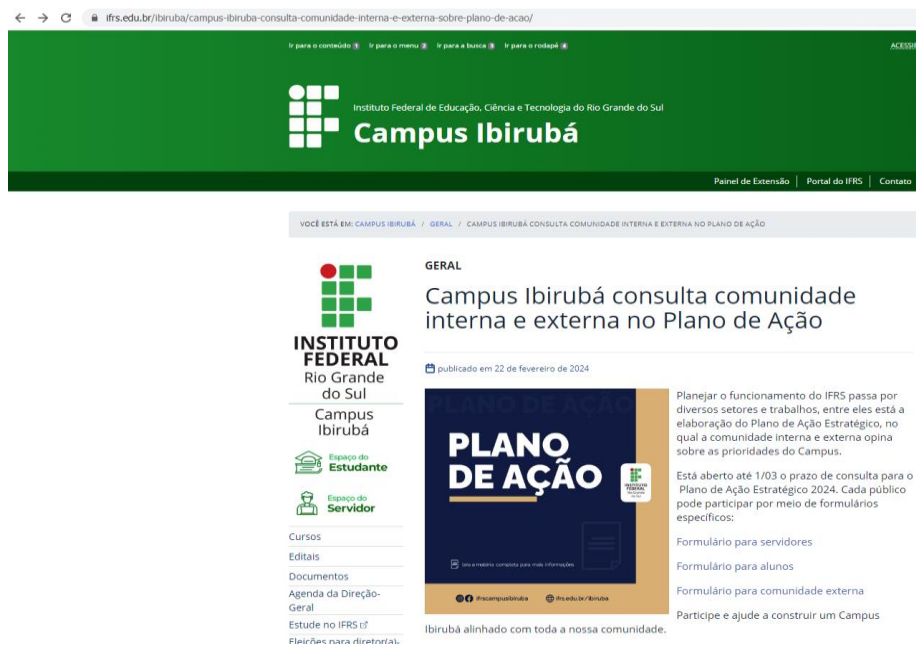 ifrs.edu.br/ibiruba/campus-ibiruba-consulta-comunidade-interna-e-externa-sobre-plano-de-acao/
Ir para o conteúdo 1 Ir para o menu 2 Ir para a busca 3 Ir para o rodapé 4
ACESSI
Instituto Federal de Educação, Ciência e Tecnologia do Rio Grande do Sul
Campus Ibirubá
Painel de Extensão | Portal do IFRS | Contato
VOCÊ ESTÁ EM: CAMPUS IBIRUBÁ / GERAL / CAMPUS IBIRUBÁ CONSULTA COMUNIDADE INTERNA E EXTERNA NO PLANO DE AÇÃO
INSTITUTO
FEDERAL
Rio Grande
do Sul
Campus
Ibirubá
Espaço do
Estudante
Espaço do
Servidor
Cursos
Editais
Documentos
Agenda da Direção-
Geral
Estude no IFRS
Eleições para diretor(a)-
GERAL
Campus Ibirubá consulta comunidade
interna e externa no Plano de Ação
publicado em 22 de fevereiro de 2024
PLANO DE AÇÃO
PLANO
DE AÇÃO
Leia a matéria completa para mais informações
ifrscampusibiruba ifrs.edu.br/ibiruba
Planejar o funcionamento do IFRS passa por
diversos setores e trabalhos, entre eles está a
elaboração do Plano de Ação Estratégico, no
qual a comunidade interna e externa opina
sobre as prioridades do Campus.
Está aberto até 1/03 o prazo de consulta para o
Plano de Ação Estratégico 2024. Cada público
pode participar por meio de formulários
específicos:
Formulário para servidores
Formulário para alunos
Formulário para comunidade externa
Participe e ajude a construir um Campus
Ibirubá alinhado com toda a nossa comunidade.